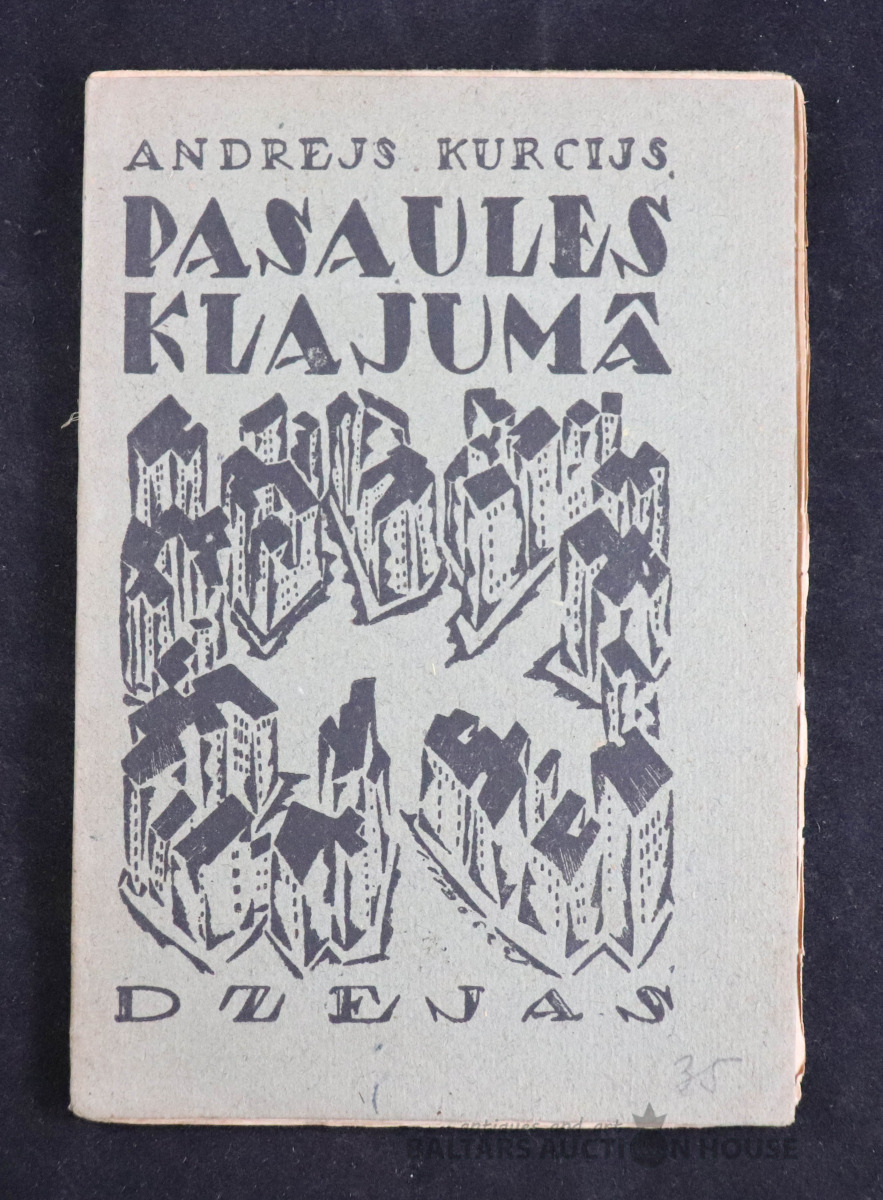 ANDREJS KURCIJS
PASAULES
KLAJUMĀ
DZEJAS
35
antiques and art
BALTARS AUCTION HOUSE